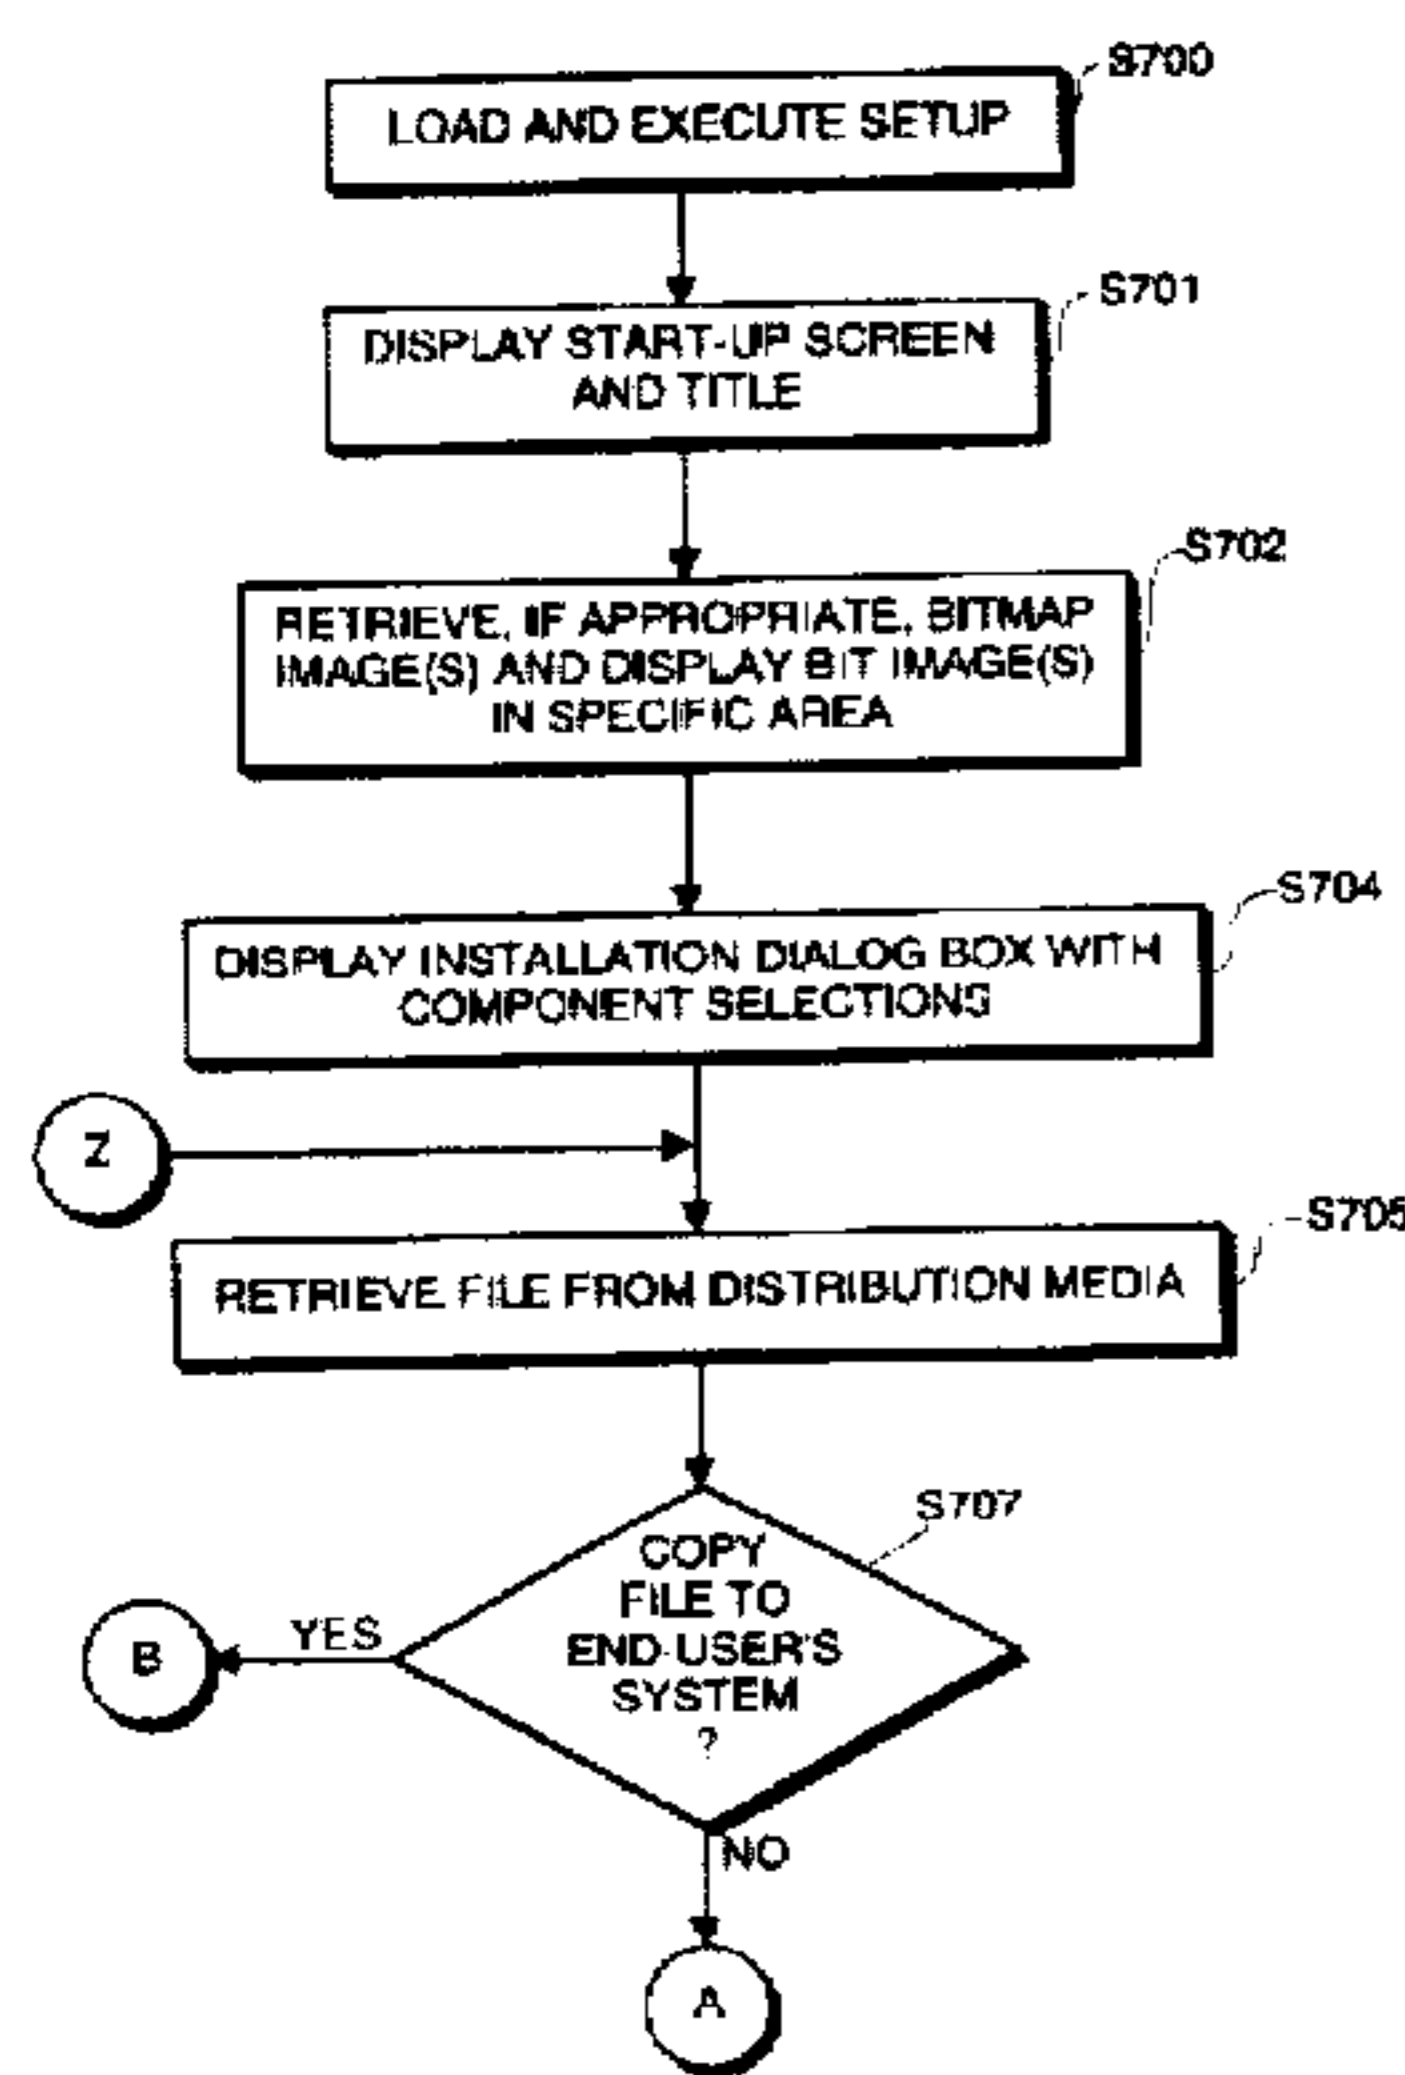 S700
LOAD AND EXECUTE SETUP
S701
DISPLAY START-UP SCREEN
AND TITLE
S702
RETRIEVE, IF APPROPRIATE, BITMAP
IMAGE(S) AND DISPLAY BIT IMAGE(S)
IN SPECIFIC AREA
S704
DISPLAY INSTALLATION DIALOG BOX WITH
COMPONENT SELECTIONS
Z
S705
RETRIEVE FILE FROM DISTRIBUTION MEDIA
S707
COPY
FILE TO
END-USER'S
SYSTEM
?
YES
B
NO
A